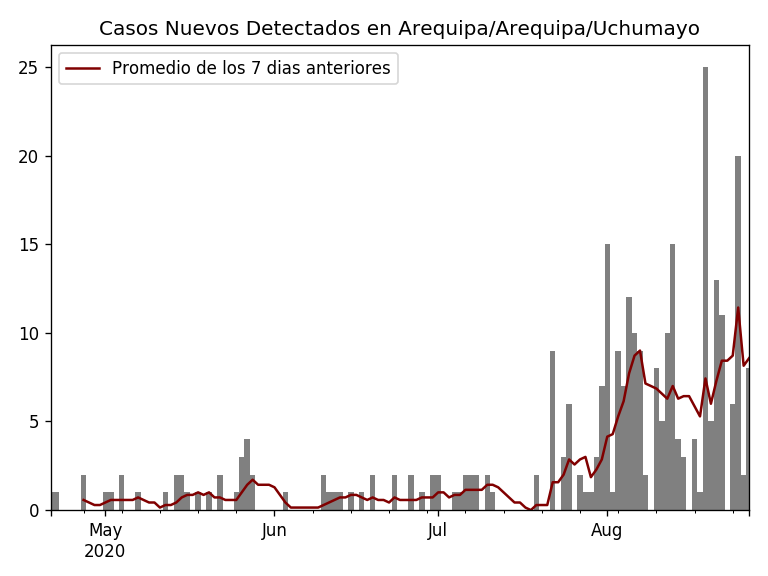 Casos Nuevos Detectados en Arequipa/Arequipa/Uchumayo
Promedio de los 7 dias anteriores
25
20
15
10
5
0
May
2020
Jun
Jul
Aug